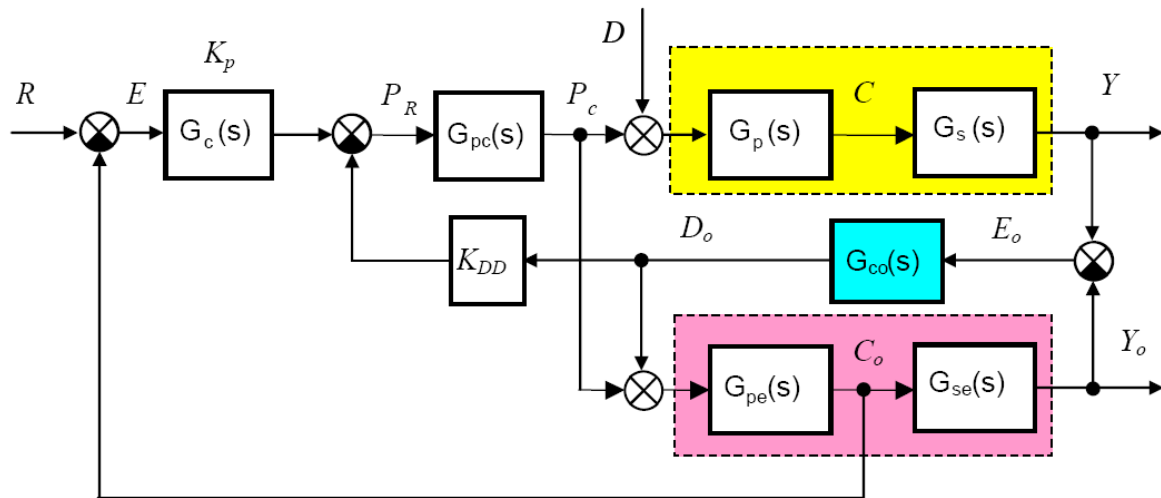 D
K_p
R
E
P_R
P_c
C
Y
G_c(s)
G_pc(s)
G_p(s)
G_s(s)
D_o
E_o
K_DD
G_co(s)
C_o
Y_o
G_pe(s)
G_se(s)